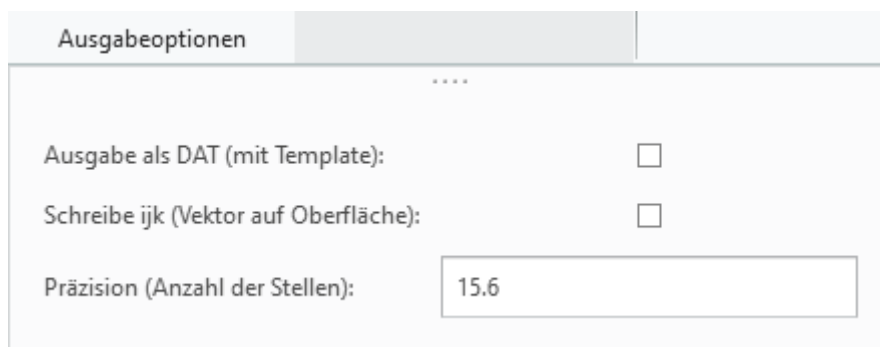 Ausgabeoptionen
Ausgabe als DAT (mit Template):
Schreibe ijk (Vektor auf Oberfläche):
Präzision (Anzahl der Stellen): 15.6